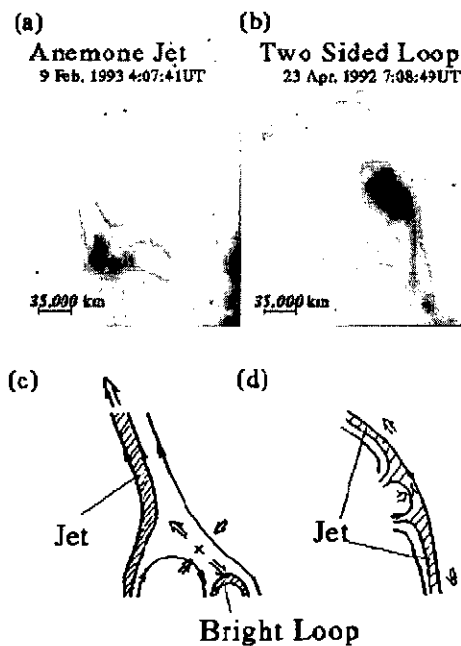 (a)
Anemone Jet
9 Feb, 1993 4:07:41UT
35,000 km
(b)
Two Sided Loop
23 Apr, 1992 7:08:49UT
35,000 km
(c)
Jet
x
Bright Loop
(d)
Jet